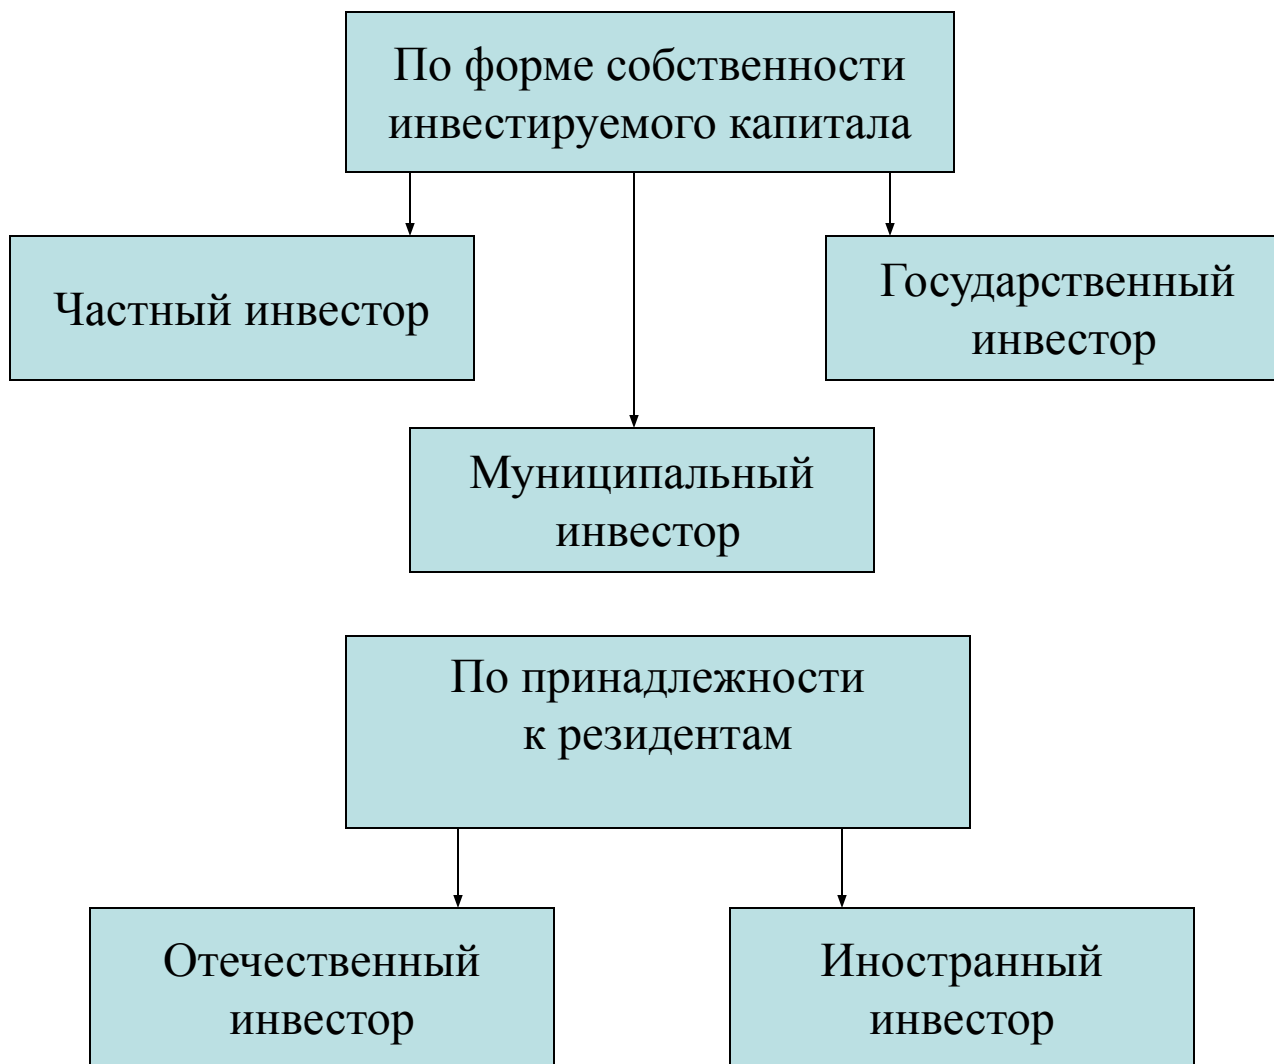 По форме собственности
инвестируемого капитала
Частный инвестор
Государственный
инвестор
Муниципальный
инвестор
По принадлежности
к резидентам
Отечественный
инвестор
Иностранный
инвестор